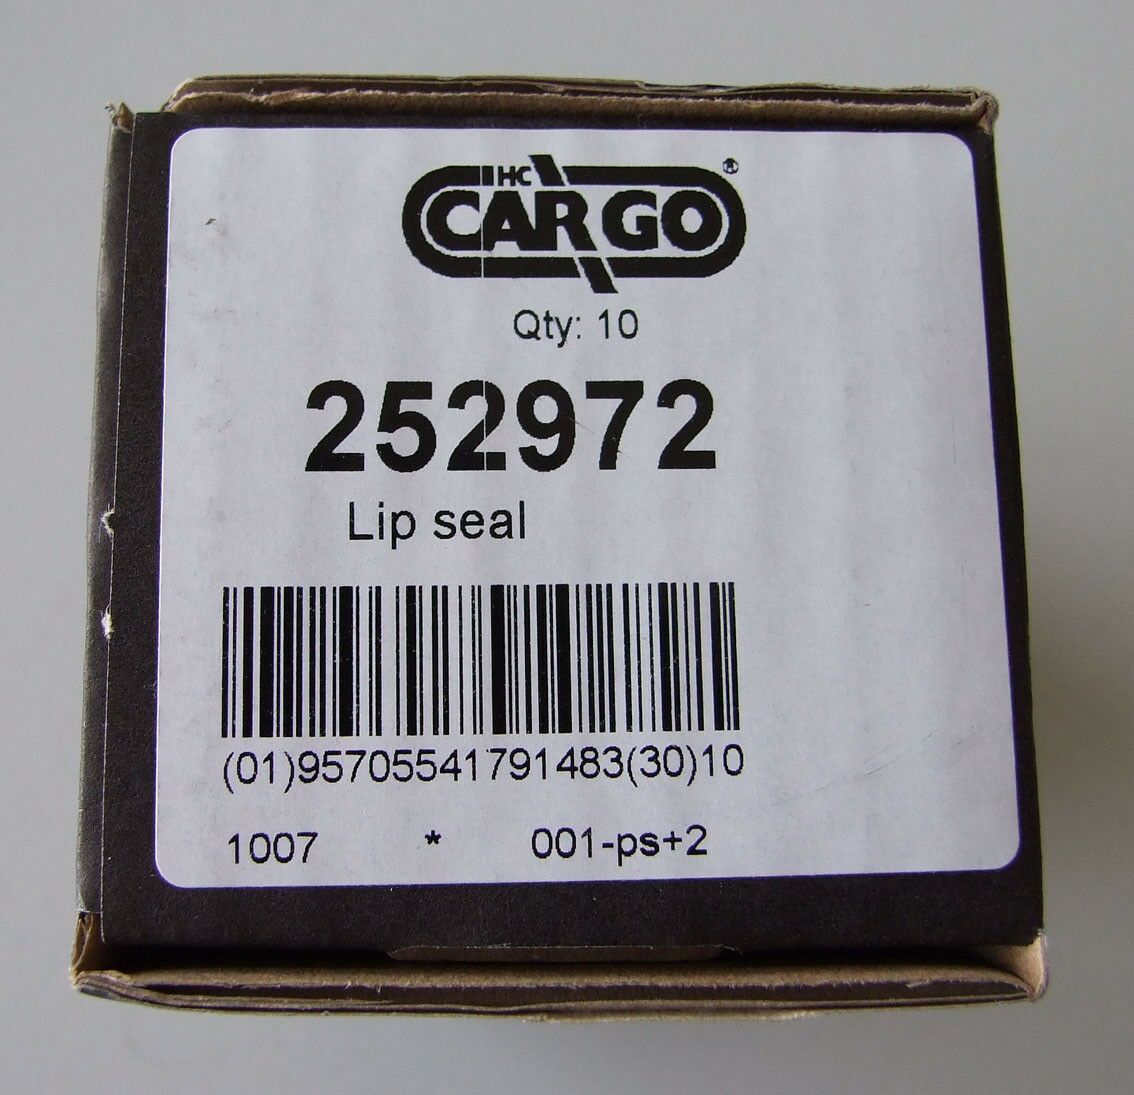 HC
CARGO®
Qty: 10
252972
Lip seal
(01)95705541791483(30)10
1007 * 001-ps+2